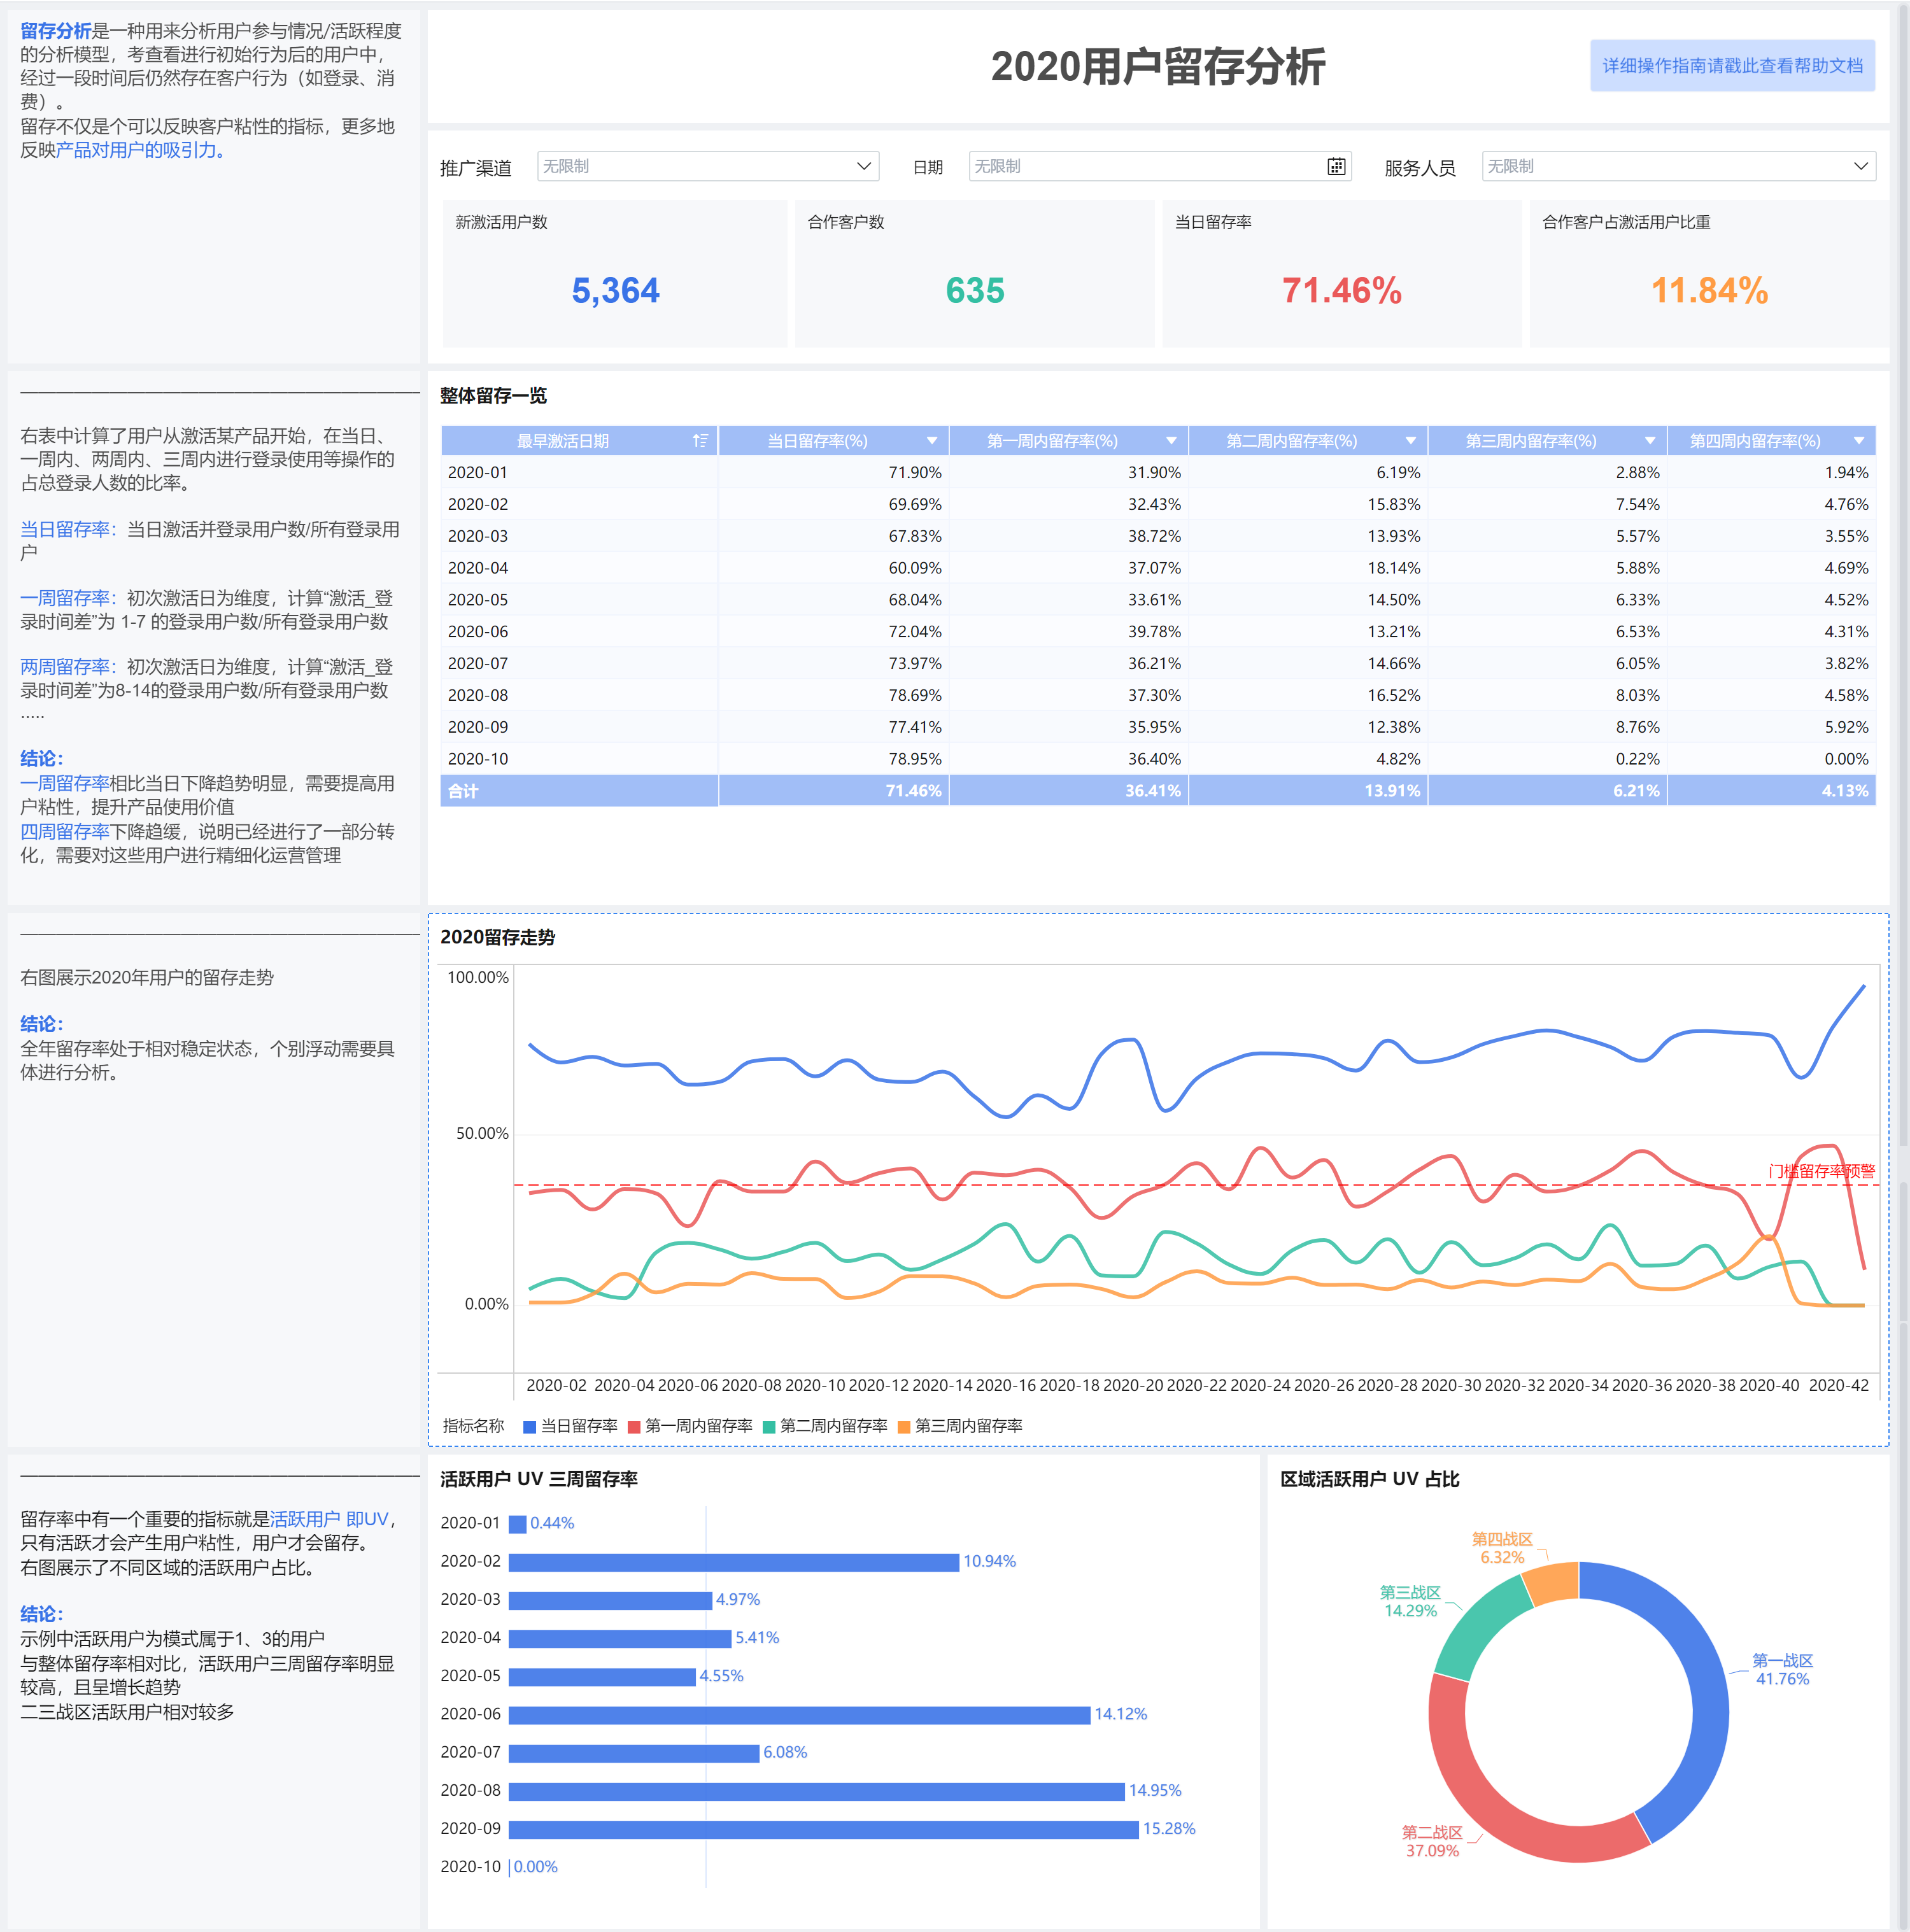 留存分析是一种用来分析用户参与情况/活跃程度
的分析模型，考查看进行初始行为后的用户中，
经过一段时间后仍然存在客户行为（如登录、消
费）。
留存不仅是个可以反映客户粘性的指标，更多地
反映产品对用户的吸引力。
2020用户留存分析
详细操作指南请戳此查看帮助文档
推广渠道 无限制 日期 无限制 服务人员 无限制
新激活用户数 合作客户数 当日留存率 合作客户占激活用户比重
5,364 635 71.46% 11.84%
右表中计算了用户从激活某产品开始，在当日、
一周内、两周内、三周内进行登录使用等操作的
占总登录人数的比率。
当日留存率：当日激活并登录用户数/所有登录用
户
一周留存率：初次激活日为维度，计算“激活_登
录时间差”为 1-7 的登录用户数/所有登录用户数
两周留存率：初次激活日为维度，计算“激活_登
录时间差”为8-14的登录用户数/所有登录用户数
.....
结论：
一周留存率相比当日下降趋势明显，需要提高用
户粘性，提升产品使用价值
四周留存率下降趋缓，说明已经进行了一部分转
化，需要对这些用户进行精细化运营管理
整体留存一览
最早激活日期 当日留存率(%) 第一周内留存率(%) 第二周内留存率(%) 第三周内留存率(%) 第四周内留存率(%)
2020-01 71.90% 31.90% 6.19% 2.88% 1.94%
2020-02 69.69% 32.43% 15.83% 7.54% 4.76%
2020-03 67.83% 38.72% 13.93% 5.57% 3.55%
2020-04 60.09% 37.07% 18.14% 5.88% 4.69%
2020-05 68.04% 33.61% 14.50% 6.33% 4.52%
2020-06 72.04% 39.78% 13.21% 6.53% 4.31%
2020-07 73.97% 36.21% 14.66% 6.05% 3.82%
2020-08 78.69% 37.30% 16.52% 8.03% 4.58%
2020-09 77.41% 35.95% 12.38% 8.76% 5.92%
2020-10 78.95% 36.40% 4.82% 0.22% 0.00%
合计 71.46% 36.41% 13.91% 6.21% 4.13%
右图展示2020年用户的留存走势
结论：
全年留存率处于相对稳定状态，个别浮动需要具
体进行分析。
2020留存走势
100.00%
50.00%
门槛留存率预警
0.00%
2020-02 2020-04 2020-06 2020-08 2020-10 2020-12 2020-14 2020-16 2020-18 2020-20 2020-22 2020-24 2020-26 2020-28 2020-30 2020-32 2020-34 2020-36 2020-38 2020-40 2020-42
指标名称 当日留存率 第一周内留存率 第二周内留存率 第三周内留存率
留存率中有一个重要的指标就是活跃用户 即UV，
只有活跃才会产生用户粘性，用户才会留存。
右图展示了不同区域的活跃用户占比。
结论：
示例中活跃用户为模式属于1、3的用户
与整体留存率相对比，活跃用户三周留存率明显
较高，且呈增长趋势
二三战区活跃用户相对较多
活跃用户 UV 三周留存率
2020-01 0.44%
2020-02 10.94%
2020-03 4.97%
2020-04 5.41%
2020-05 4.55%
2020-06 14.12%
2020-07 6.08%
2020-08 14.95%
2020-09 15.28%
2020-10 0.00%
区域活跃用户 UV 占比
第四战区
6.32%
第三战区
14.29%
第一战区
41.76%
第二战区
37.09%